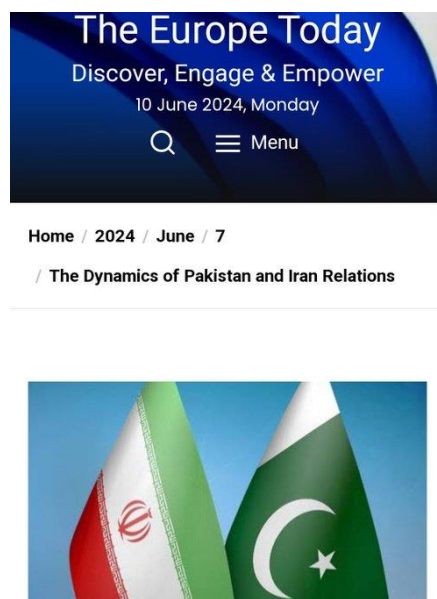 The Europe Today
Discover, Engage & Empower
10 June 2024, Monday
Menu
Home / 2024 / June / 7
/ The Dynamics of Pakistan and Iran Relations